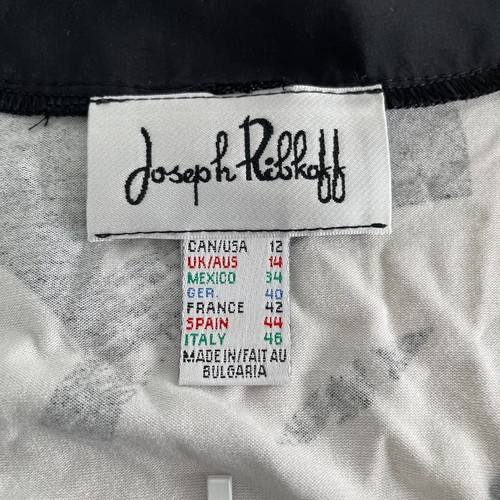 Joseph Ribkoff
CAN/USA 12
UK/AUS 14
MEXICO 34
GER. 40
FRANCE 42
SPAIN 44
ITALY 46
MADE IN/FAIT AU
BULGARIA